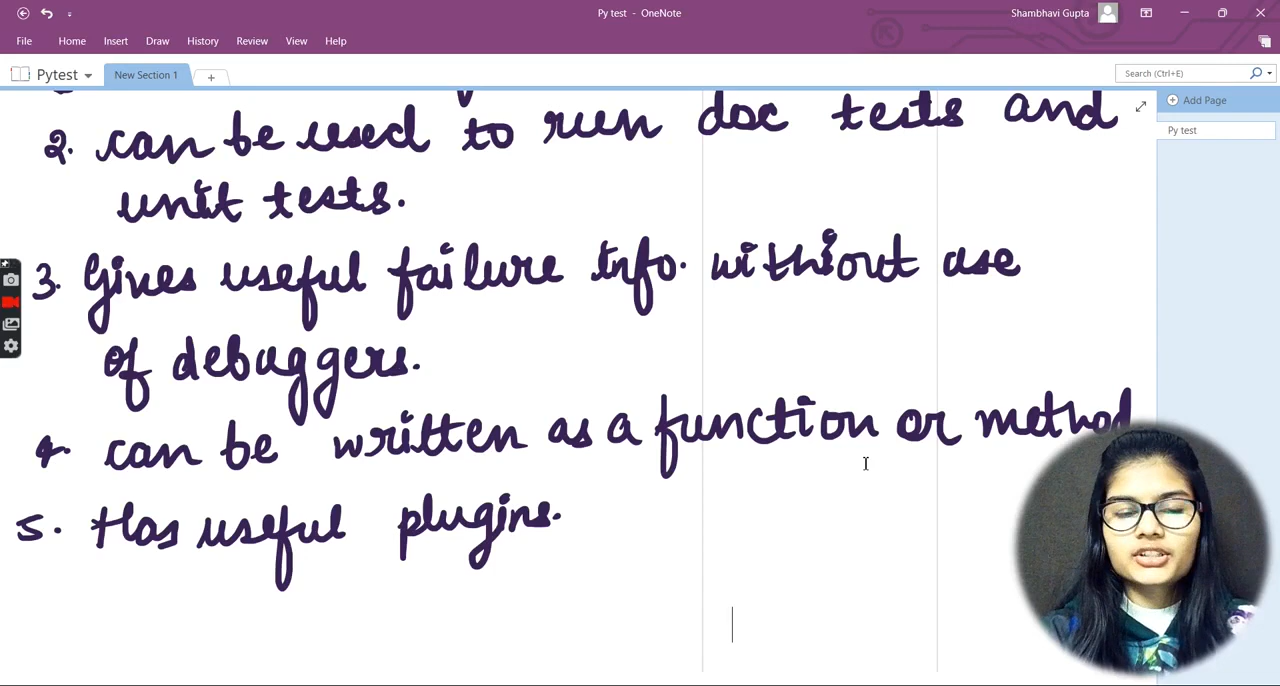 Py test - OneNote
Shambhavi Gupta
File Home Insert Draw History Review View Help
Pytest
New Section 1
+
Search (Ctrl+E)
Add Page
Py test
2. can be used to run doc tests and
unit tests.
3. Gives useful failure info. without use
of debuggers.
4. can be written as a function or method
5. Has useful plugins.